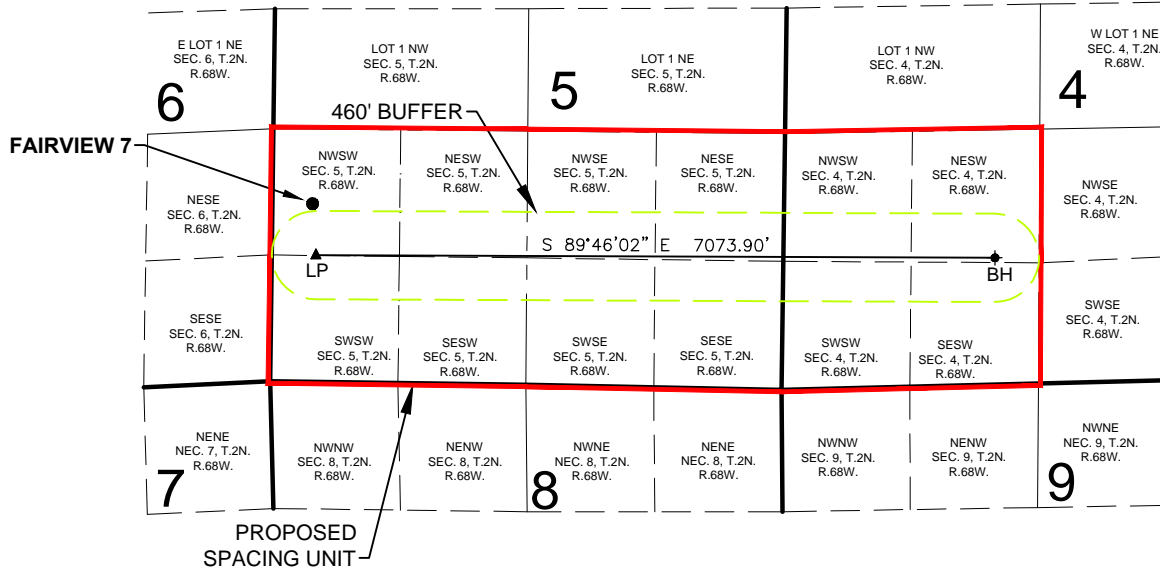 E LOT 1 NE
SEC. 6, T.2N.
R.68W.
LOT 1 NW
SEC. 5, T.2N.
R.68W.
LOT 1 NE
SEC. 5, T.2N.
R.68W.
LOT 1 NW
SEC. 4, T.2N.
R.68W.
W LOT 1 NE
SEC. 4, T.2N.
R.68W.
6
5
4
460' BUFFER
FAIRVIEW 7
NESE
SEC. 6, T.2N.
R.68W.
NWSW
SEC. 5, T.2N.
R.68W.
NESW
SEC. 5, T.2N.
R.68W.
NWSE
SEC. 5, T.2N.
R.68W.
NESE
SEC. 5, T.2N.
R.68W.
NWSW
SEC. 4, T.2N.
R.68W.
NESW
SEC. 4, T.2N.
R.68W.
NWSE
SEC. 4, T.2N.
R.68W.
S 89°46'02" E 7073.90'
LP
BH
SESE
SEC. 6, T.2N.
R.68W.
SWSW
SEC. 5, T.2N.
R.68W.
SESW
SEC. 5, T.2N.
R.68W.
SWSE
SEC. 5, T.2N.
R.68W.
SESE
SEC. 5, T.2N.
R.68W.
SWSW
SEC. 4, T.2N.
R.68W.
SESW
SEC. 4, T.2N.
R.68W.
SWSE
SEC. 4, T.2N.
R.68W.
NENE
NEC. 7, T.2N.
R.68W.
NWNW
SEC. 8, T.2N.
R.68W.
NENW
SEC. 8, T.2N.
R.68W.
NWNE
NEC. 8, T.2N.
R.68W.
NENE
NEC. 8, T.2N.
R.68W.
NWNW
SEC. 9, T.2N.
R.68W.
NENW
SEC. 9, T.2N.
R.68W.
NWNE
NEC. 9, T.2N.
R.68W.
7
8
9
PROPOSED
SPACING UNIT